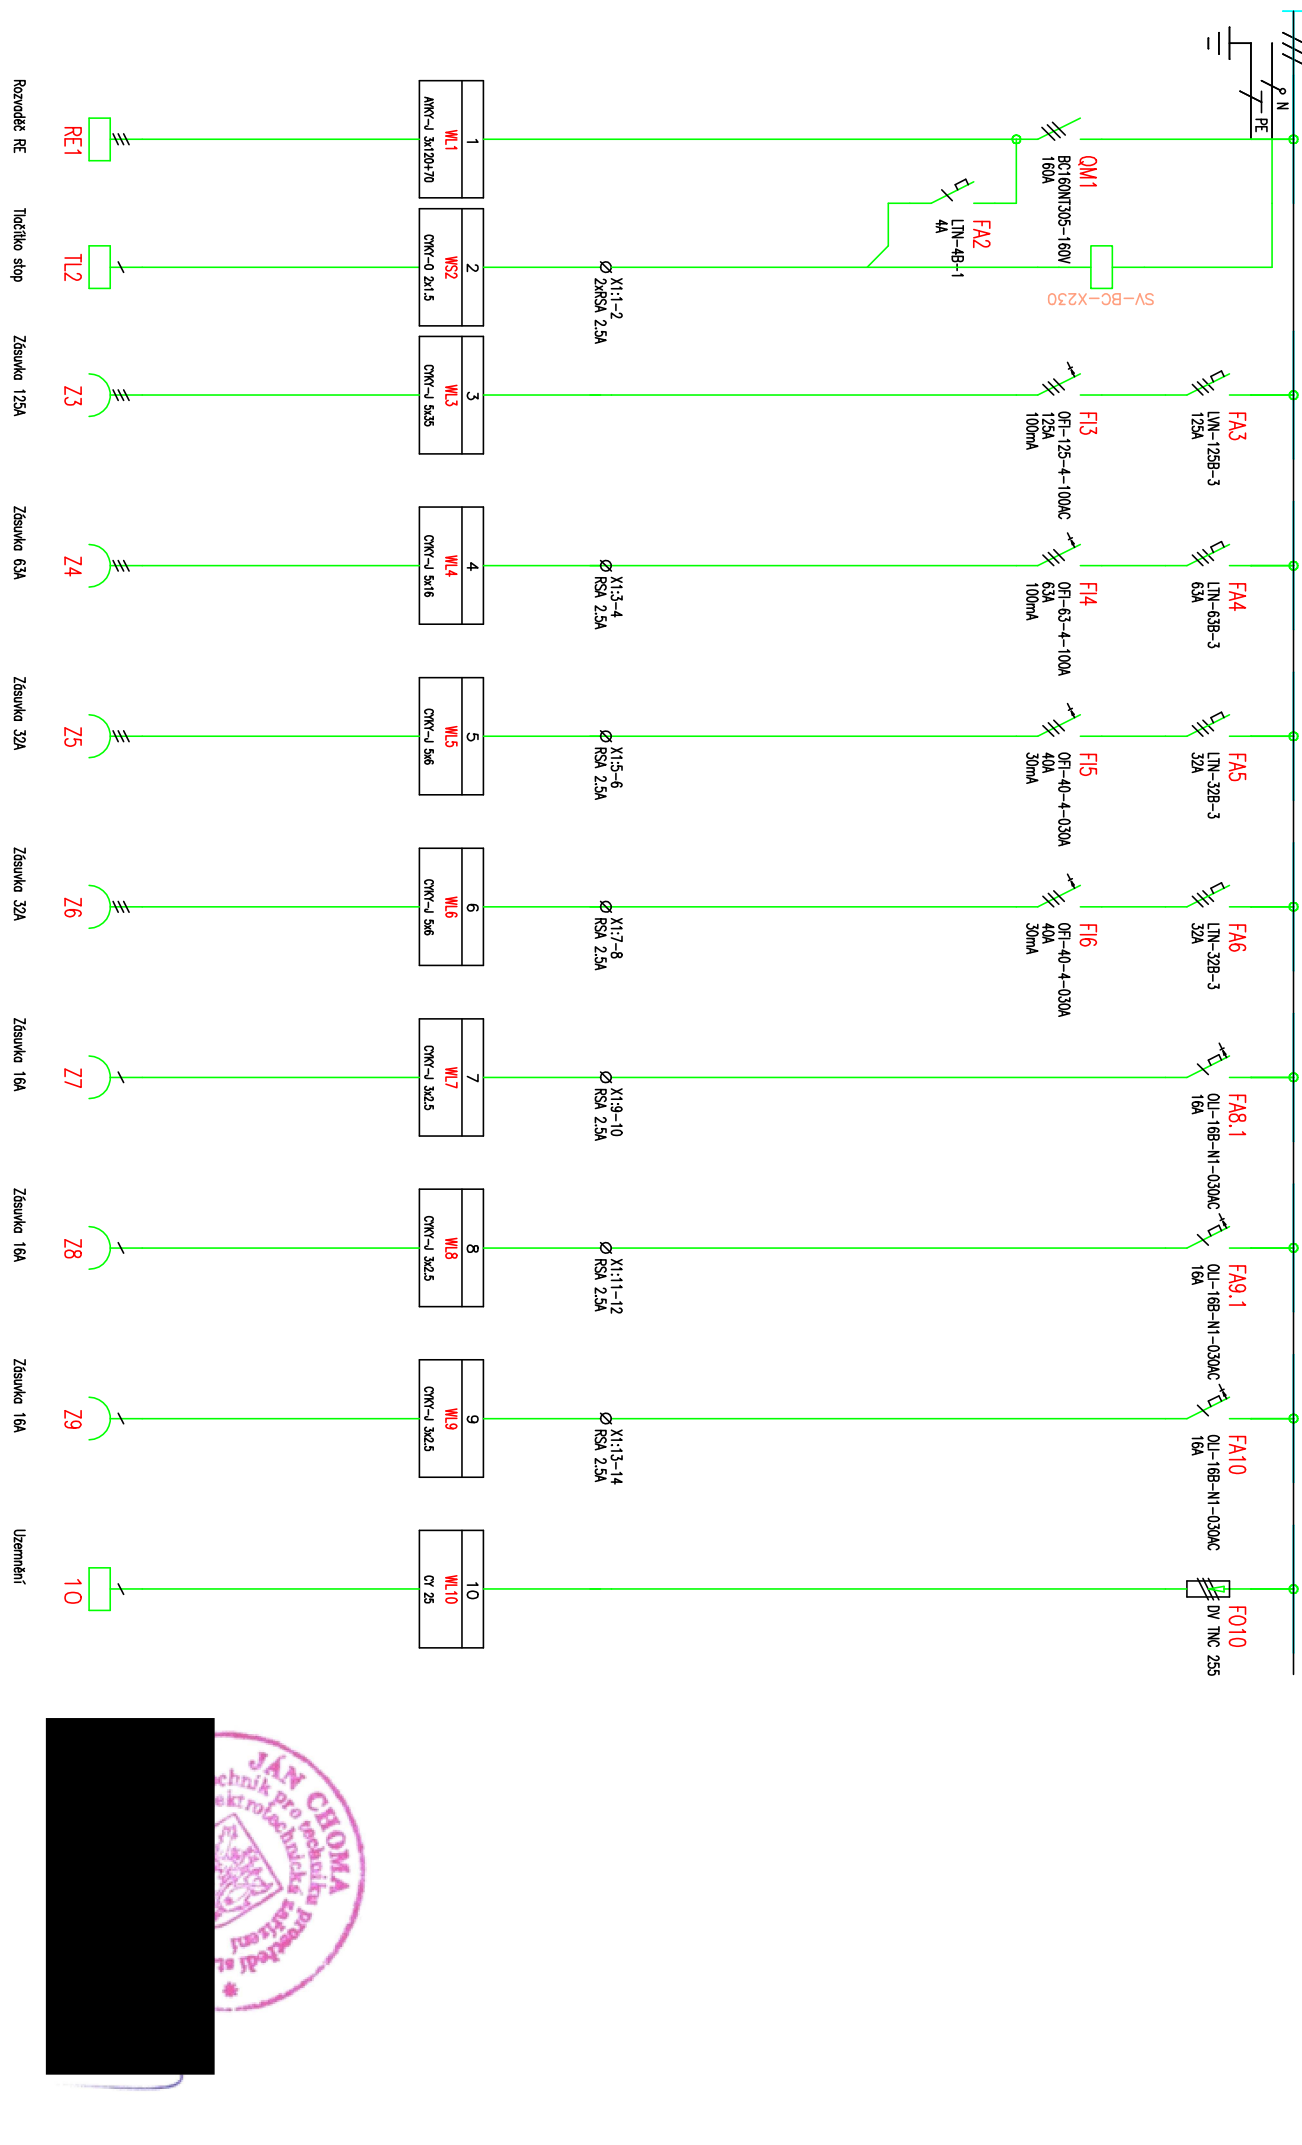 N
PE
QM1
BC160NT305-160V
160A
FA2
LTN-4B-1
4A
SV-BC-X230
FA3
LVN-125B-3
125A
FI3
OFI-125-4-100AC
125A
100mA
FA4
LTN-63B-3
63A
FI4
OFI-63-4-100A
63A
100mA
FA5
LTN-32B-3
32A
FI5
OFI-40-4-030A
40A
30mA
FA6
LTN-32B-3
32A
FI6
OFI-40-4-030A
40A
30mA
FA8.1
OLI-16B-N1-030AC
16A
FA9.1
OLI-16B-N1-030AC
16A
FA10
OLI-16B-N1-030AC
16A
FO10
DV TNC 255
X1:1-2
2xRSA 2.5A
X1:3-4
RSA 2.5A
X1:5-6
RSA 2.5A
X1:7-8
RSA 2.5A
X1:9-10
RSA 2.5A
X1:11-12
RSA 2.5A
X1:13-14
RSA 2.5A
1
WL1
AYKY-J 3x120+70
2
WS2
CYKY-O 2x1.5
3
WL3
CYKY-J 5x35
4
WL4
CYKY-J 5x16
5
WL5
CYKY-J 5x6
6
WL6
CYKY-J 5x6
7
WL7
CYKY-J 3x2.5
8
WL8
CYKY-J 3x2.5
9
WL9
CYKY-J 3x2.5
10
WL10
CY 25
RE1
TL2
Z3
Z4
Z5
Z6
Z7
Z8
Z9
10
Rozvaděč RE
Tlačítko stop
Zásuvka 125A
Zásuvka 63A
Zásuvka 32A
Zásuvka 32A
Zásuvka 16A
Zásuvka 16A
Zásuvka 16A
Uzemnění
JÁN CHOMA
chnik pro techniku prostředí st
ektrotechnická zařízení